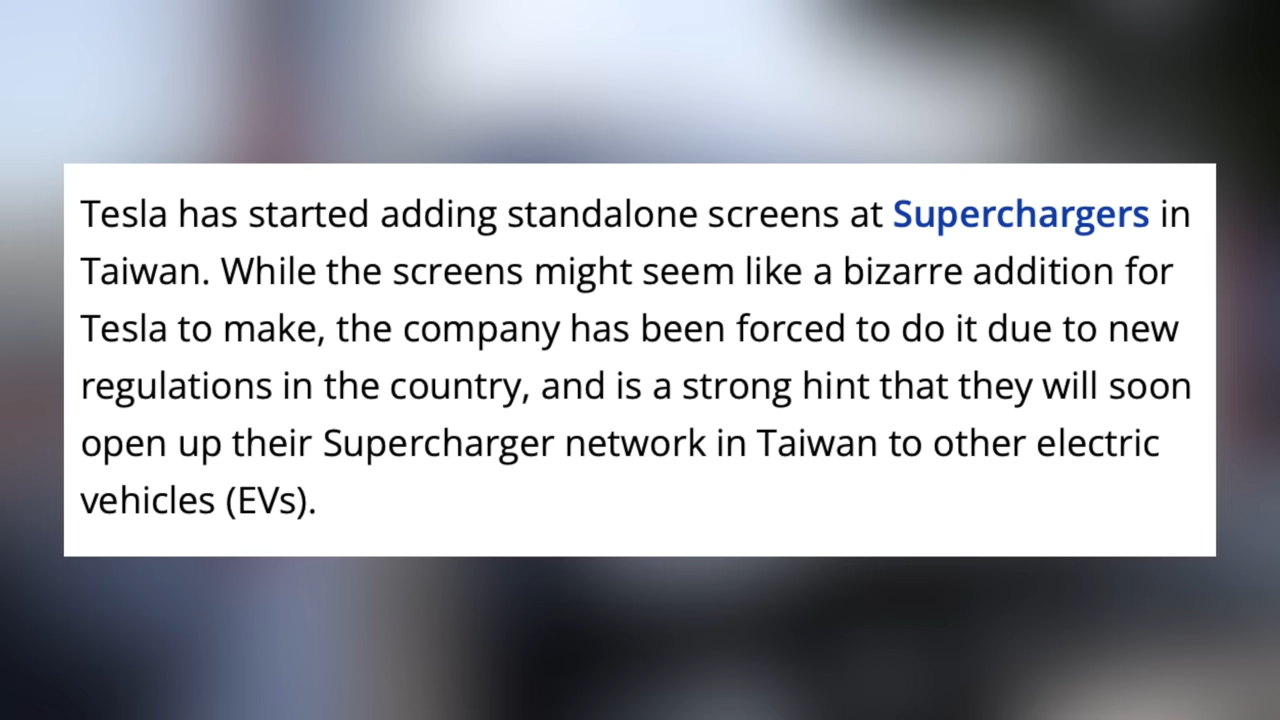 Tesla has started adding standalone screens at Superchargers in
Taiwan. While the screens might seem like a bizarre addition for
Tesla to make, the company has been forced to do it due to new
regulations in the country, and is a strong hint that they will soon
open up their Supercharger network in Taiwan to other electric
vehicles (EVs).